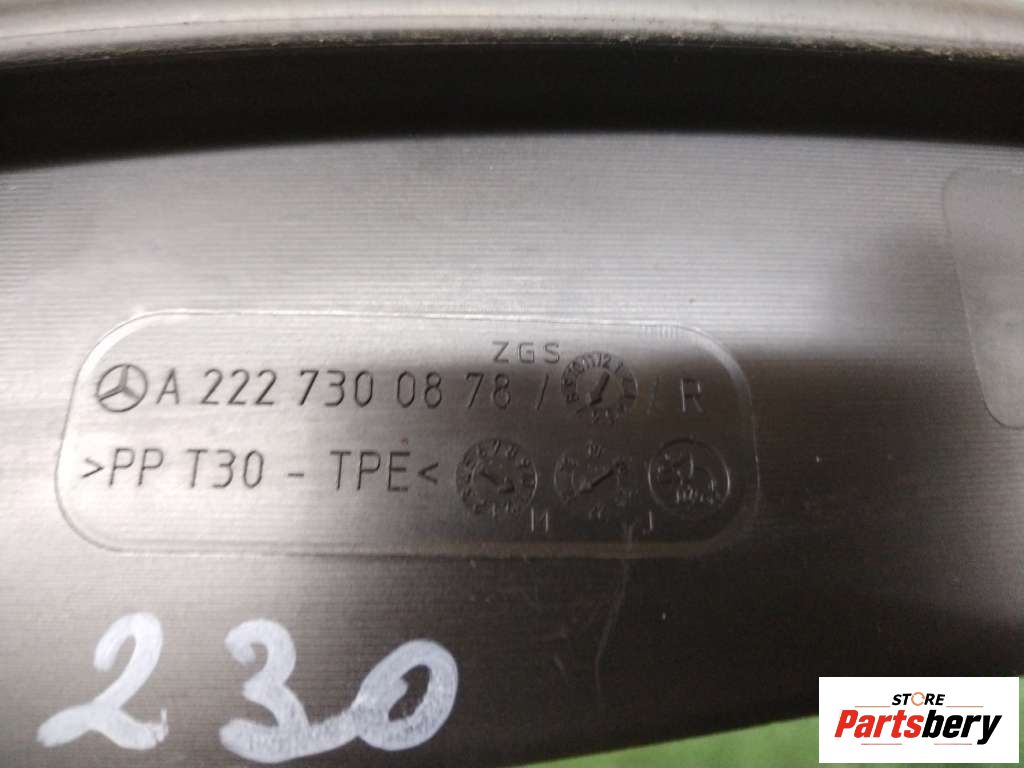 ZGS
A 222 730 08 78 / / R
>PP T30 - TPE<
M J
230
STORE
Partsbery